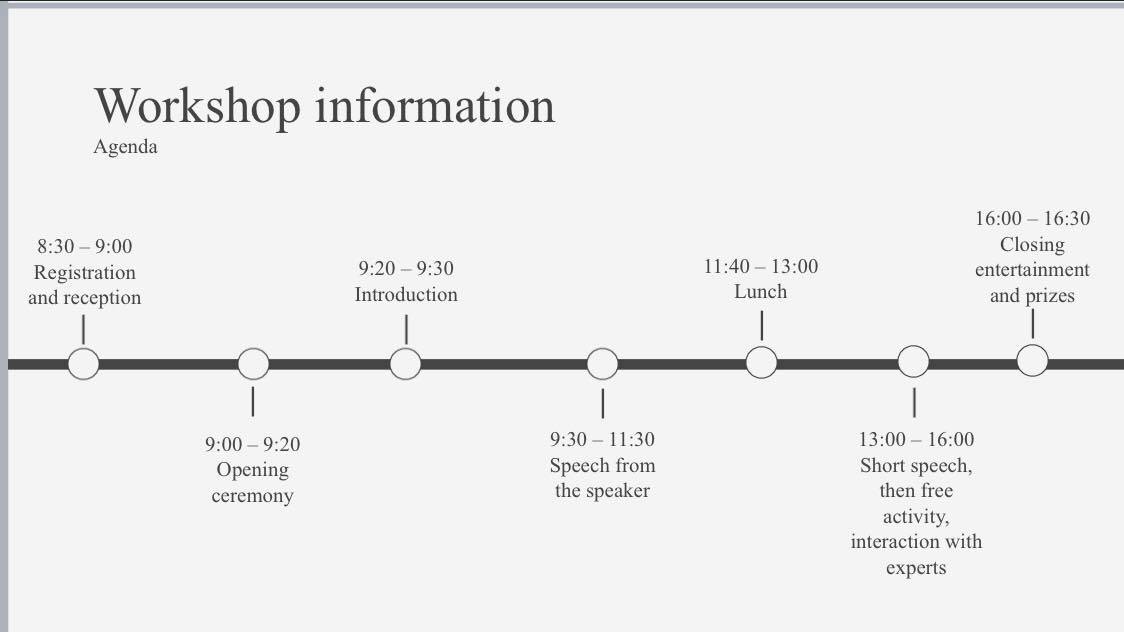 Workshop information
Agenda
8:30 – 9:00
Registration
and reception
9:00 – 9:20
Opening
ceremony
9:20 – 9:30
Introduction
9:30 – 11:30
Speech from
the speaker
11:40 – 13:00
Lunch
13:00 – 16:00
Short speech,
then free
activity,
interaction with
experts
16:00 – 16:30
Closing
entertainment
and prizes